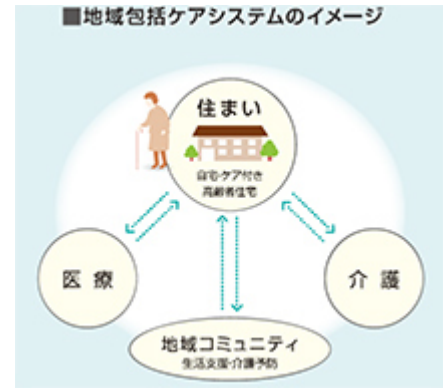 ■地域包括ケアシステムのイメージ
住まい
自宅・ケア付き
高齢者住宅
医療
介護
地域コミュニティ
生活支援・介護予防